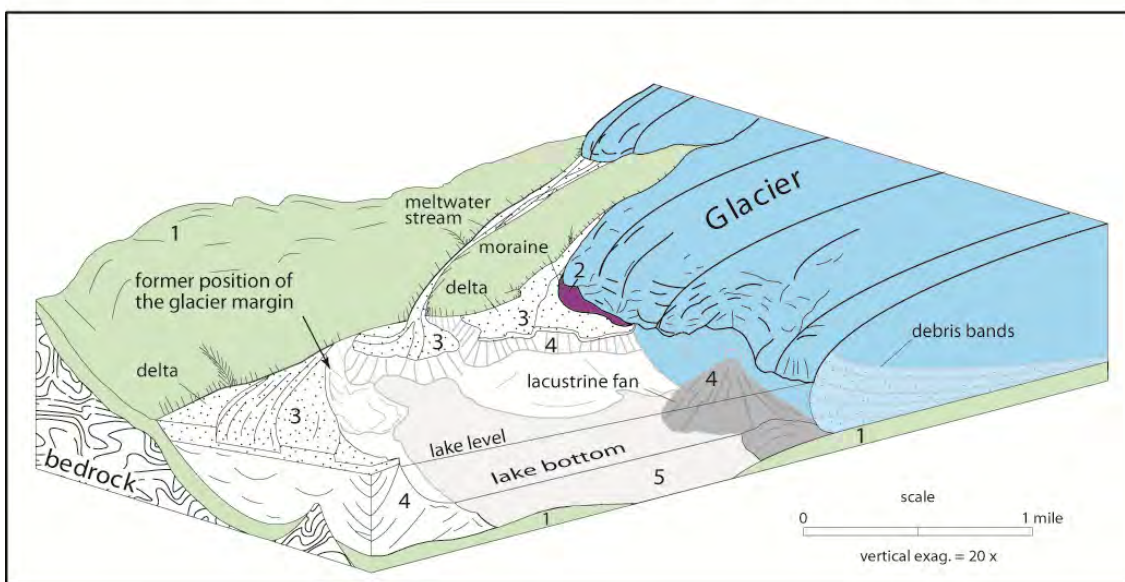 Glacier
1
meltwater
stream
moraine
2
former position of
the glacier margin
delta
3
3
4
debris bands
delta
lacustrine fan
4
3
lake level
1
bedrock
lake bottom
4
5
1
scale
0
1 mile
vertical exag. = 20 x